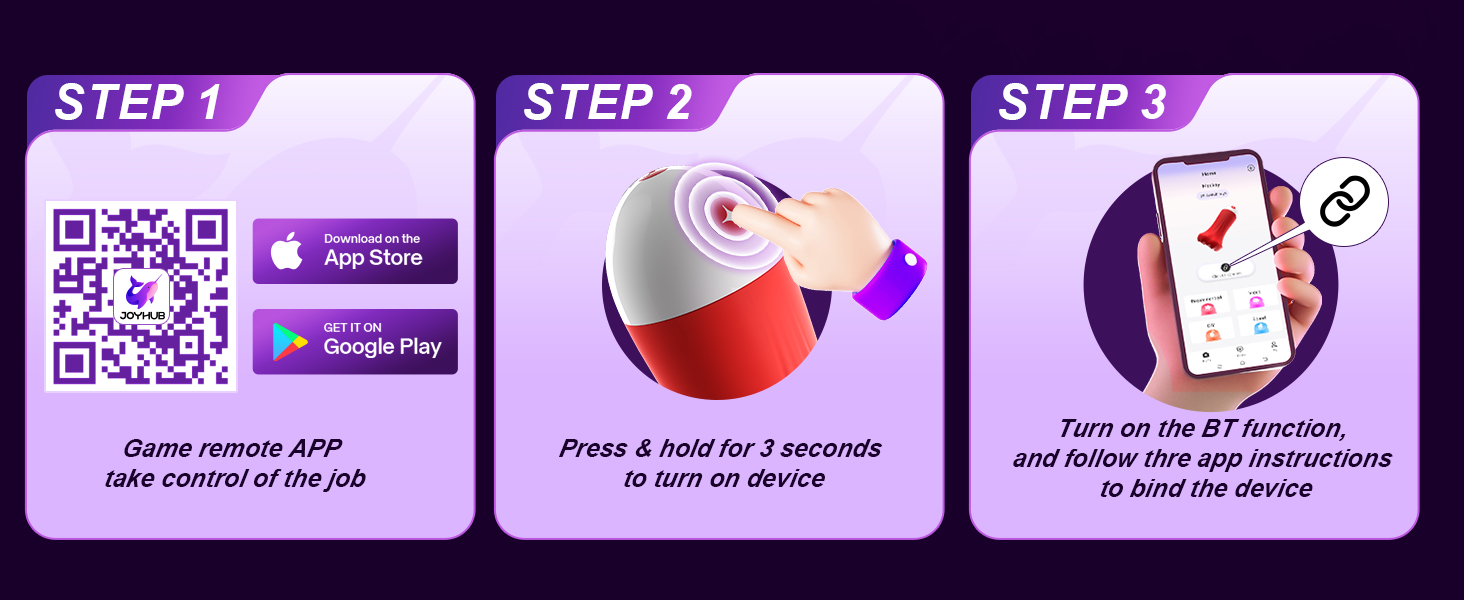 STEP 1
JOYHUB
Download on the
App Store
GET IT ON
Google Play
Game remote APP
take control of the job
STEP 2
Press & hold for 3 seconds
to turn on device
STEP 3
Home
Turn on the BT function,
and follow thre app instructions
to bind the device